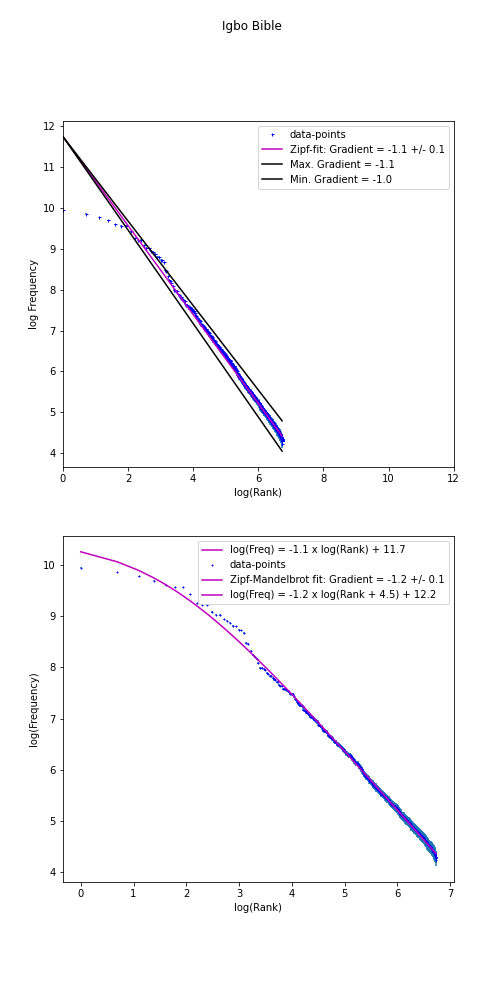 Igbo Bible
12
11
10
9
8
7
6
5
4
log Frequency
data-points
Zipf-fit: Gradient = -1.1 +/- 0.1
Max. Gradient = -1.1
Min. Gradient = -1.0
0 2 4 6 8 10 12
log(Rank)
10
9
8
7
6
5
4
log(Frequency)
log(Freq) = -1.1 x log(Rank) + 11.7
data-points
Zipf-Mandelbrot fit: Gradient = -1.2 +/- 0.1
log(Freq) = -1.2 x log(Rank + 4.5) + 12.2
0 1 2 3 4 5 6 7
log(Rank)